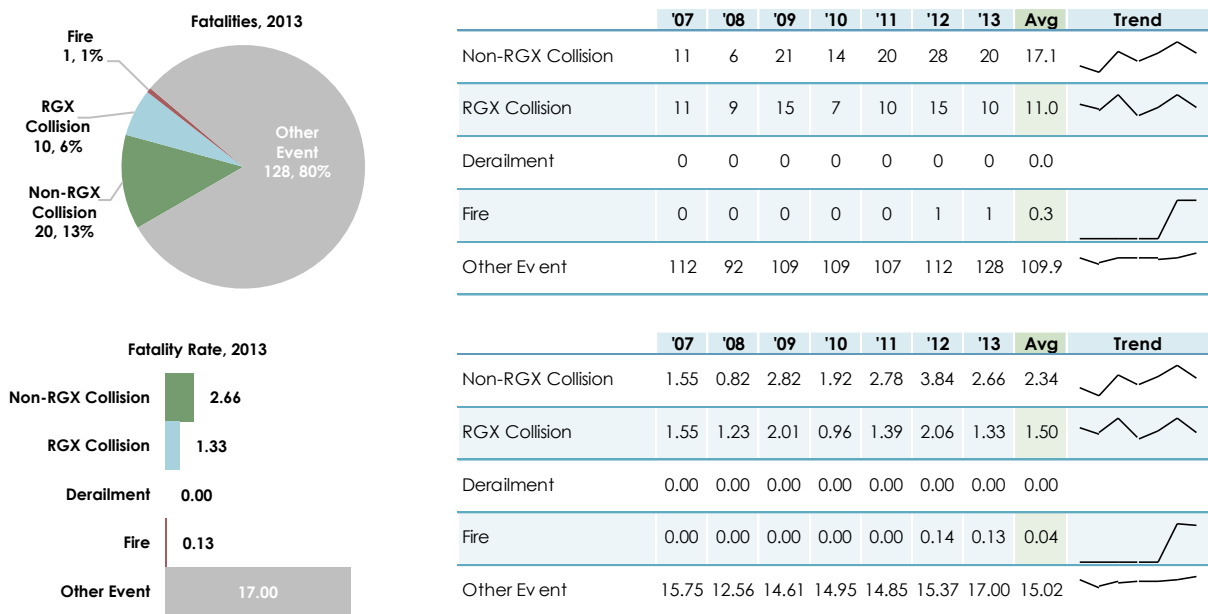 Fatalities, 2013
Fire
1, 1%
RGX
Collision
10, 6%
Non-RGX
Collision
20, 13%
Other
Event
128, 80%
'07 '08 '09 '10 '11 '12 '13 Avg Trend
Non-RGX Collision 11 6 21 14 20 28 20 17.1
RGX Collision 11 9 15 7 10 15 10 11.0
Derailment 0 0 0 0 0 0 0 0.0
Fire 0 0 0 0 0 1 1 0.3
Other Event 112 92 109 109 107 112 128 109.9
Fatality Rate, 2013
Non-RGX Collision 2.66
RGX Collision 1.33
Derailment 0.00
Fire 0.13
Other Event 17.00
'07 '08 '09 '10 '11 '12 '13 Avg Trend
Non-RGX Collision 1.55 0.82 2.82 1.92 2.78 3.84 2.66 2.34
RGX Collision 1.55 1.23 2.01 0.96 1.39 2.06 1.33 1.50
Derailment 0.00 0.00 0.00 0.00 0.00 0.00 0.00 0.00
Fire 0.00 0.00 0.00 0.00 0.00 0.14 0.13 0.04
Other Event 15.75 12.56 14.61 14.95 14.85 15.37 17.00 15.02